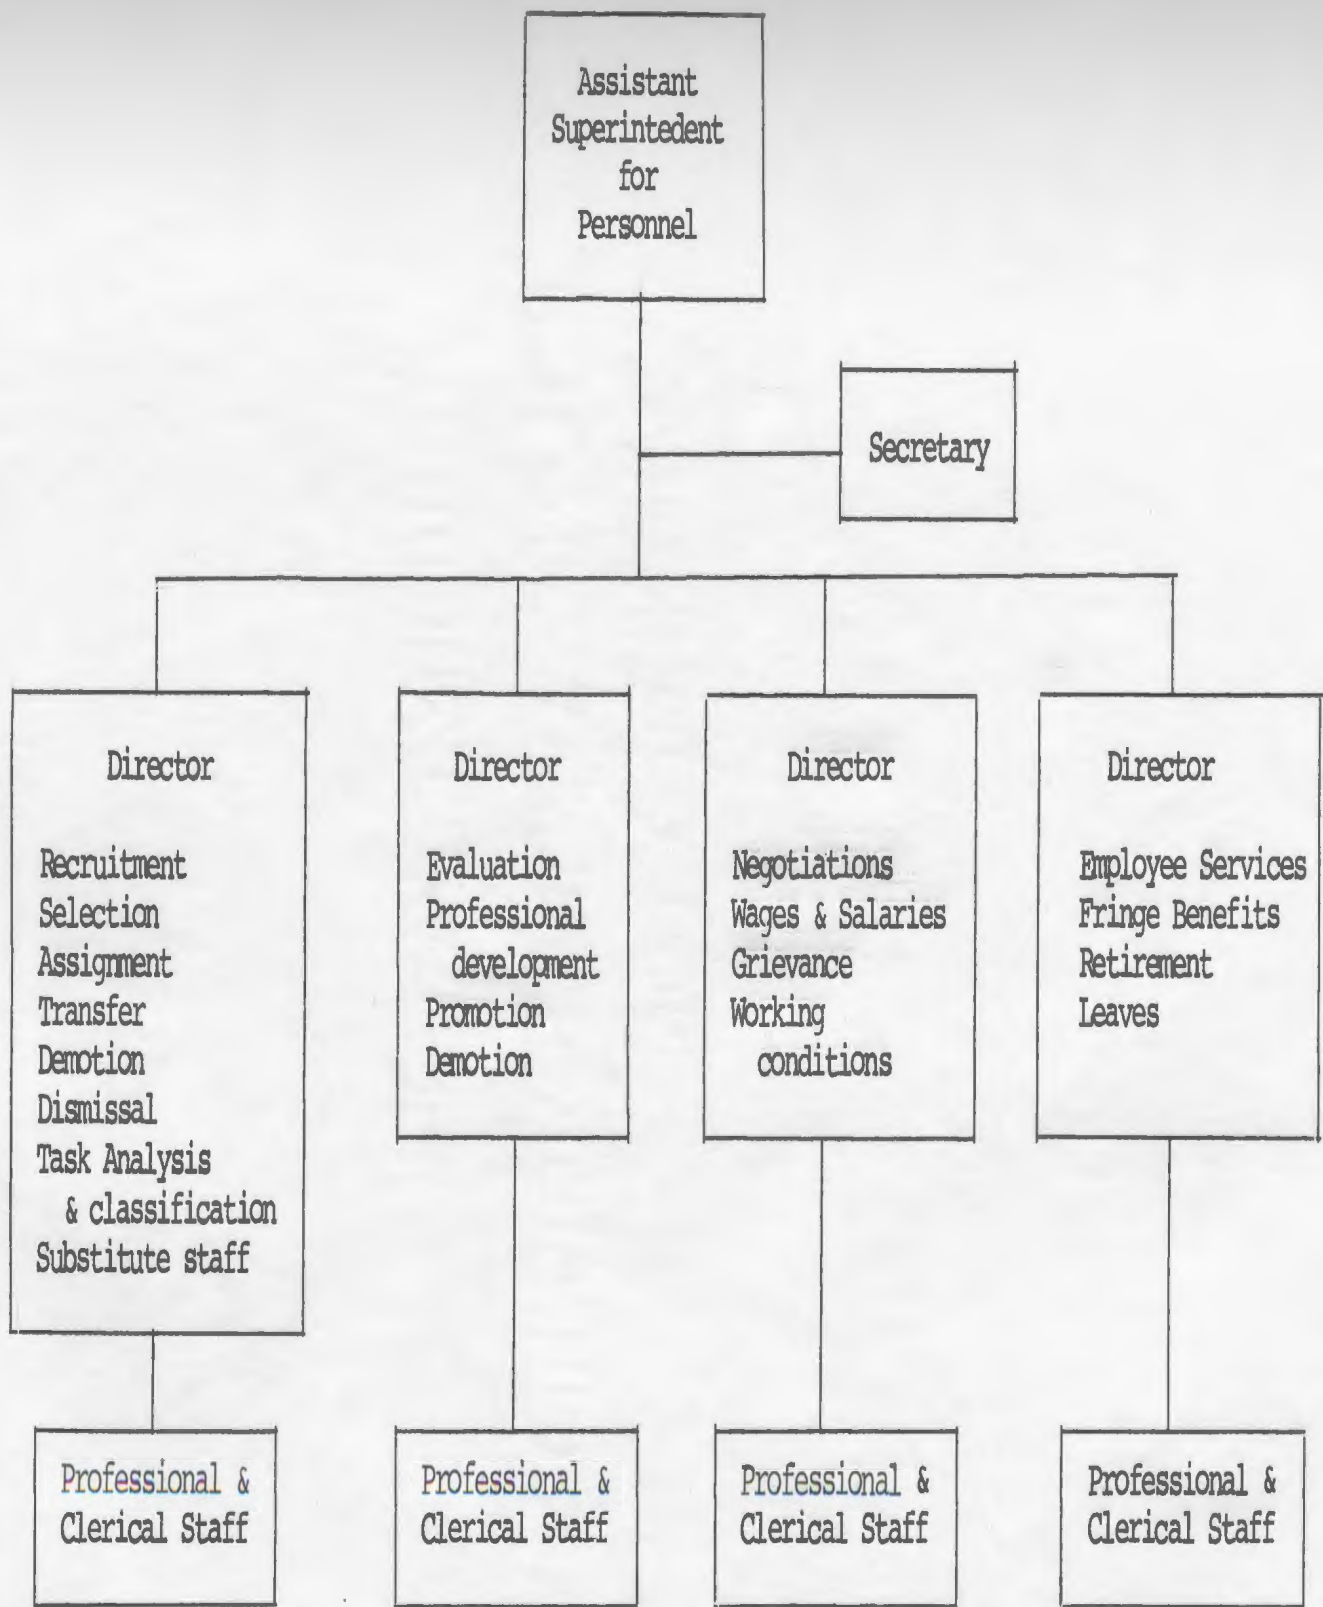 Assistant
Superintedent
for
Personnel
Secretary
Director
Recruitment
Selection
Assignment
Transfer
Demotion
Dismissal
Task Analysis
& classification
Substitute staff
Director
Evaluation
Professional
development
Promotion
Demotion
Director
Negotiations
Wages & Salaries
Grievance
Working
conditions
Director
Employee Services
Fringe Benefits
Retirement
Leaves
Professional &
Clerical Staff
Professional &
Clerical Staff
Professional &
Clerical Staff
Professional &
Clerical Staff